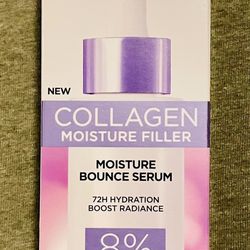 NEW
COLLAGEN
MOISTURE FILLER
MOISTURE
BOUNCE SERUM
72H HYDRATION
BOOST RADIANCE
8%